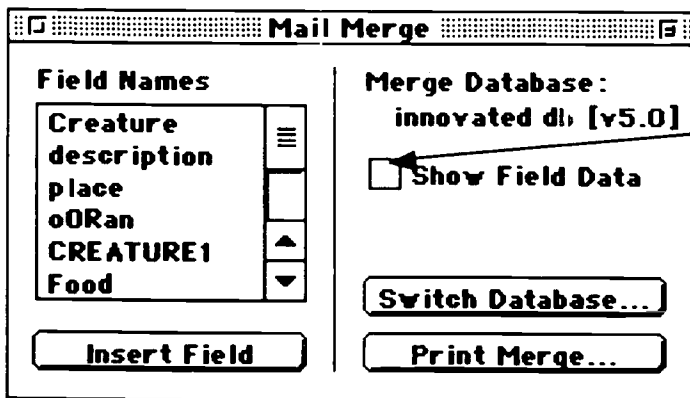 Mail Merge
Field Names
Creature
description
place
oORan
CREATURE1
Food
Insert Field
Merge Database:
innovated db [v5.0]
Show Field Data
Switch Database...
Print Merge...